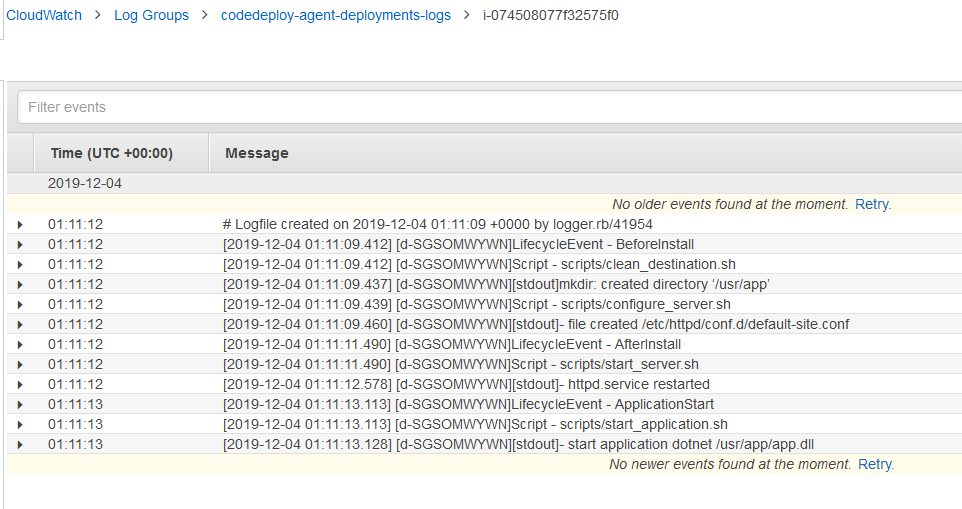 CloudWatch > Log Groups > codedeploy-agent-deployments-logs > i-074508077f32575f0
Filter events
Time (UTC +00:00) Message
2019-12-04
No older events found at the moment. Retry.
01:11:12 # Logfile created on 2019-12-04 01:11:09 +0000 by logger.rb/41954
01:11:12 [2019-12-04 01:11:09.412] [d-SGSOMWYWN]LifecycleEvent - BeforeInstall
01:11:12 [2019-12-04 01:11:09.412] [d-SGSOMWYWN]Script - scripts/clean_destination.sh
01:11:12 [2019-12-04 01:11:09.437] [d-SGSOMWYWN][stdout]mkdir: created directory ‘/usr/app’
01:11:12 [2019-12-04 01:11:09.439] [d-SGSOMWYWN]Script - scripts/configure_server.sh
01:11:12 [2019-12-04 01:11:09.460] [d-SGSOMWYWN][stdout]- file created /etc/httpd/conf.d/default-site.conf
01:11:12 [2019-12-04 01:11:11.490] [d-SGSOMWYWN]LifecycleEvent - AfterInstall
01:11:12 [2019-12-04 01:11:11.490] [d-SGSOMWYWN]Script - scripts/start_server.sh
01:11:12 [2019-12-04 01:11:12.578] [d-SGSOMWYWN][stdout]- httpd.service restarted
01:11:13 [2019-12-04 01:11:13.113] [d-SGSOMWYWN]LifecycleEvent - ApplicationStart
01:11:13 [2019-12-04 01:11:13.113] [d-SGSOMWYWN]Script - scripts/start_application.sh
01:11:13 [2019-12-04 01:11:13.128] [d-SGSOMWYWN][stdout]- start application dotnet /usr/app/app.dll
No newer events found at the moment. Retry.